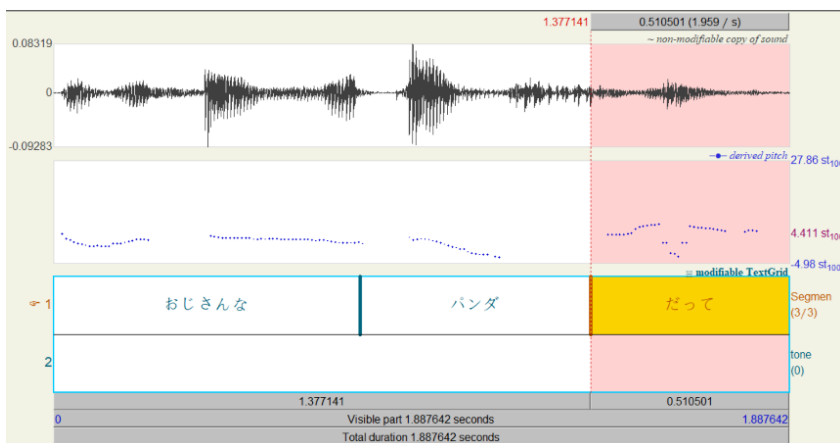 1.377141 0.510501 (1.959 / s)
~ non-modifiable copy of sound
0.08319
0
-0.09283
derived pitch
27.86 st
4.411 st
-4.98 st
≡ modifiable TextGrid
☞ 1 おじさんな パンダ だって Segmen (3/3)
2 tone (0)
1.377141 0.510501
0 Visible part 1.887642 seconds 1.887642
Total duration 1.887642 seconds